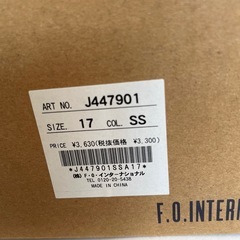 ART NO. J447901
SIZE. 17 COL. SS
PRICE ¥3,630(税抜価格 ¥3,300)
*J447901SSA17*
(株)F・O・インターナショナル
TEL 0120-20-5438
MADE IN CHINA
F.O.INTER